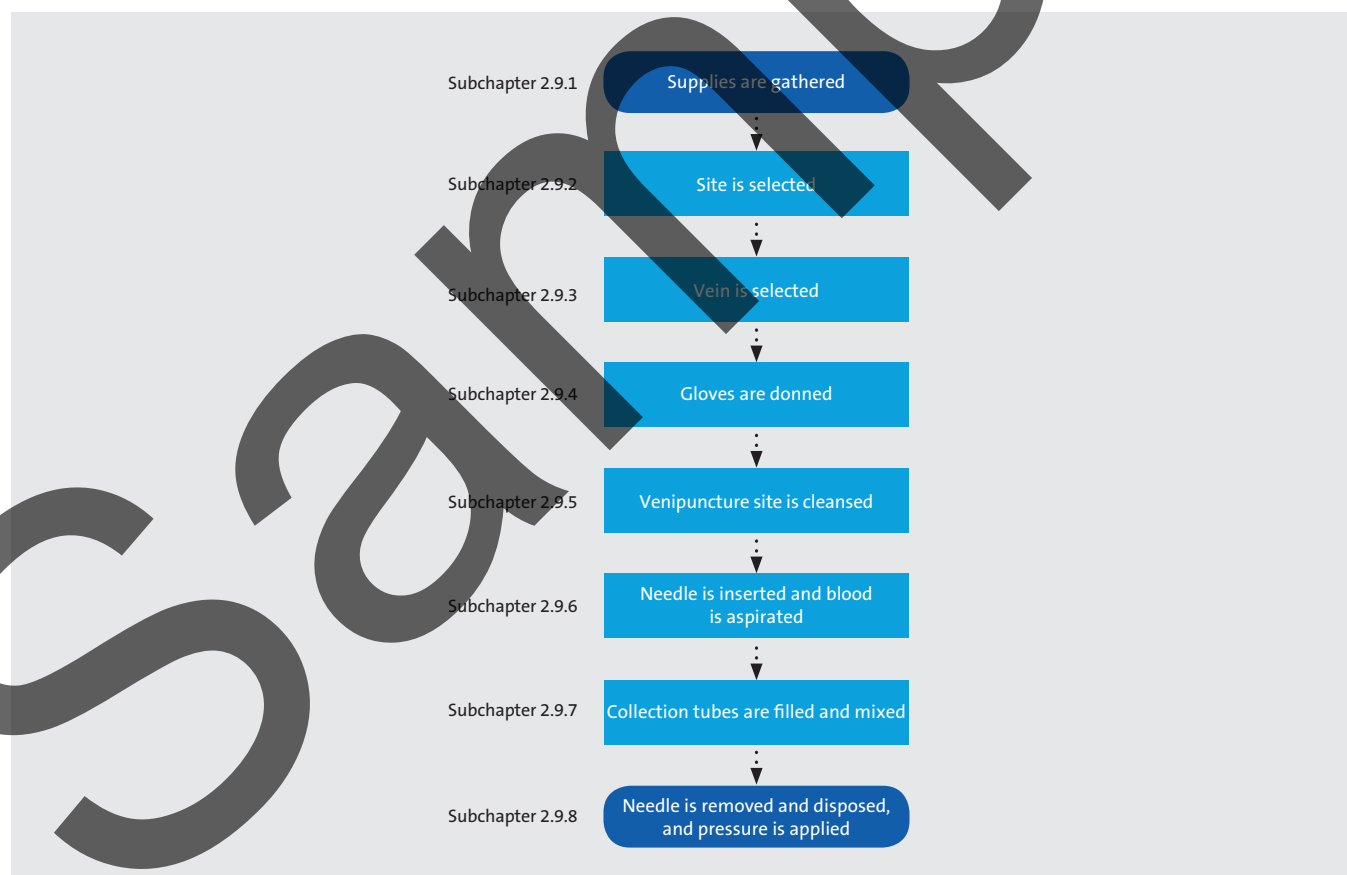 Subchapter 2.9.1
Supplies are gathered
Subchapter 2.9.2
Site is selected
Subchapter 2.9.3
Vein is selected
Subchapter 2.9.4
Gloves are donned
Subchapter 2.9.5
Venipuncture site is cleansed
Subchapter 2.9.6
Needle is inserted and blood
is aspirated
Subchapter 2.9.7
Collection tubes are filled and mixed
Subchapter 2.9.8
Needle is removed and disposed,
and pressure is applied
Samp